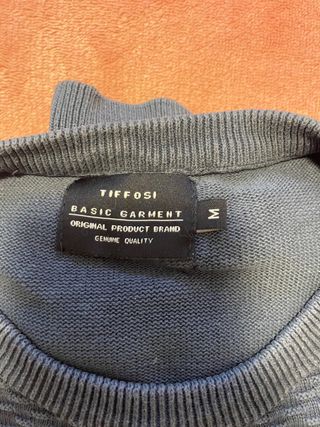 TIFFOSI
BASIC GARMENT
ORIGINAL PRODUCT BRAND
GENUINE QUALITY
M